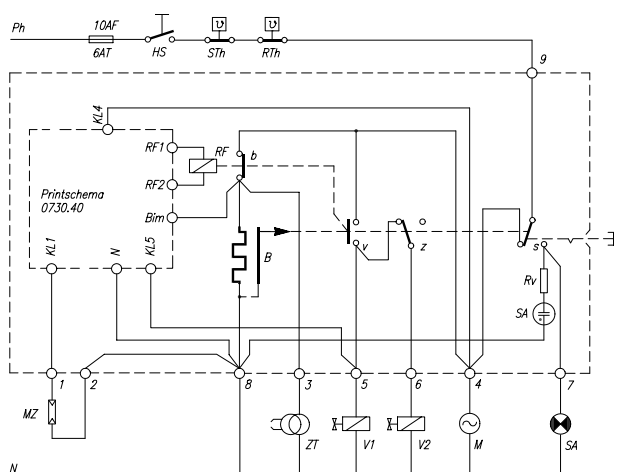 Ph
10AF
6AT
HS
ϑ
STh
ϑ
RTh
9
KL4
RF1
RF
b
RF2
Printschema
0730.40
Bim
KL1
N
KL5
B
v
z
s
Rv
SA
1
2
8
3
5
6
4
7
MZ
ZT
V1
V2
M
SA
N